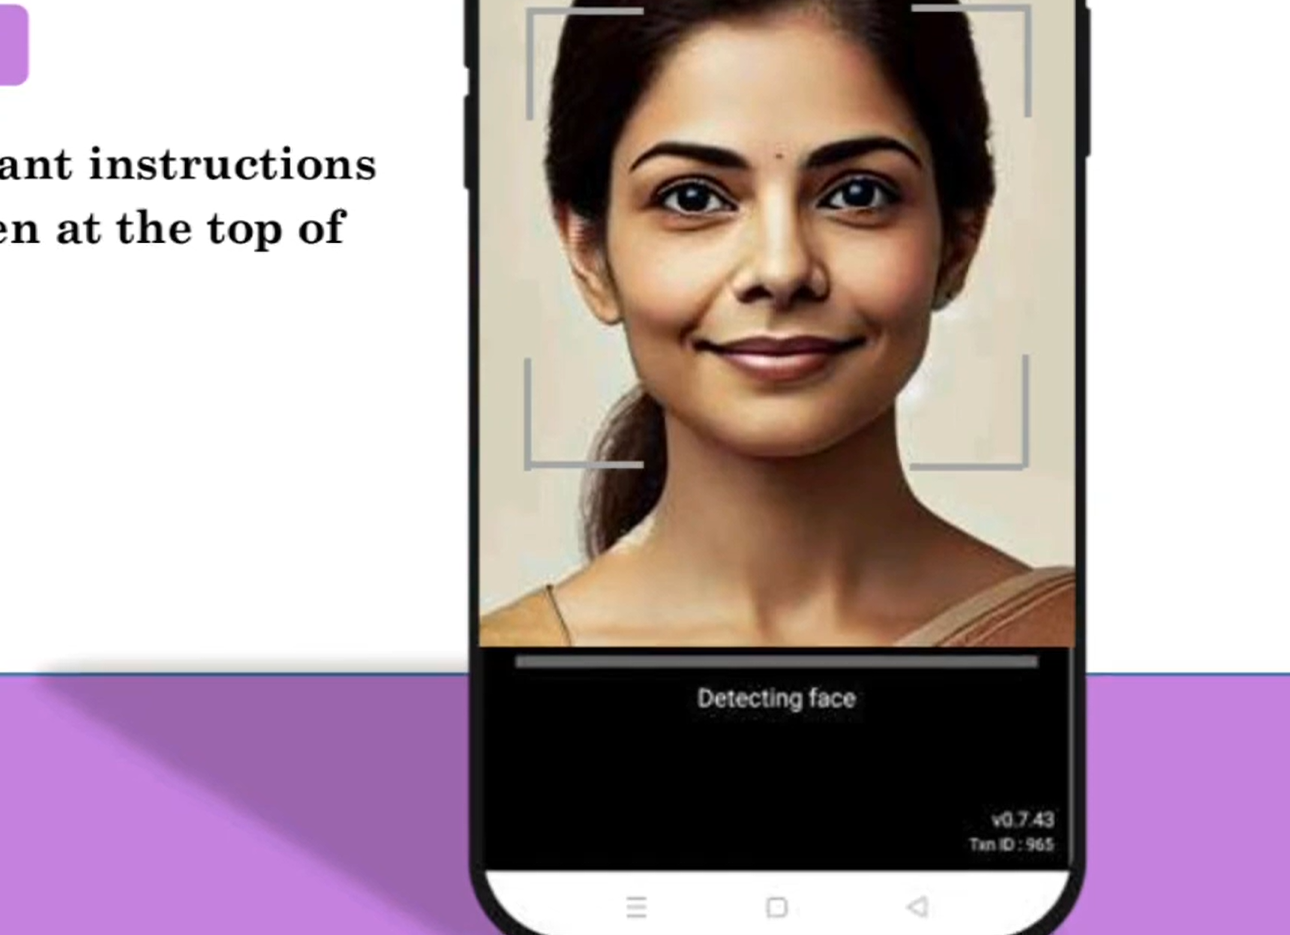 ant instructions
en at the top of
Detecting face
v0.7.43
Txn ID : 965